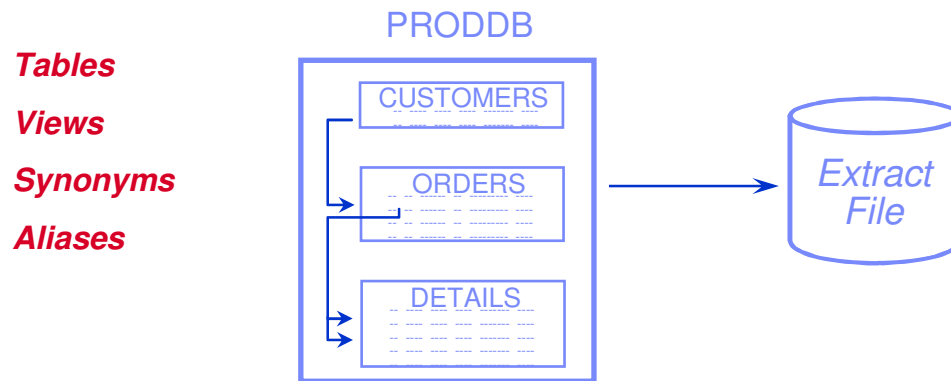 PRODDB
Tables
Views
Synonyms
Aliases
CUSTOMERS
ORDERS
DETAILS
Extract
File